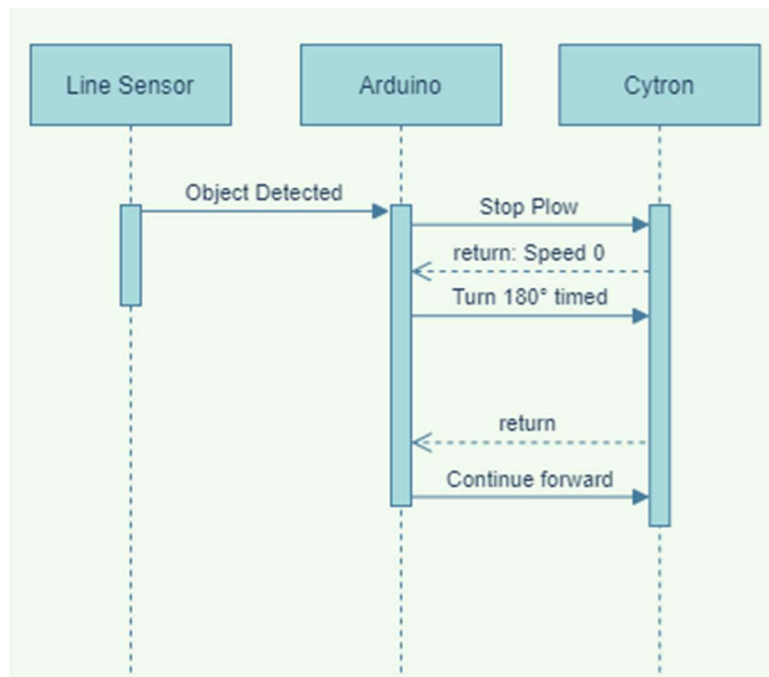 Line Sensor
Arduino
Cytron
Object Detected
Stop Plow
return: Speed 0
Turn 180° timed
return
Continue forward